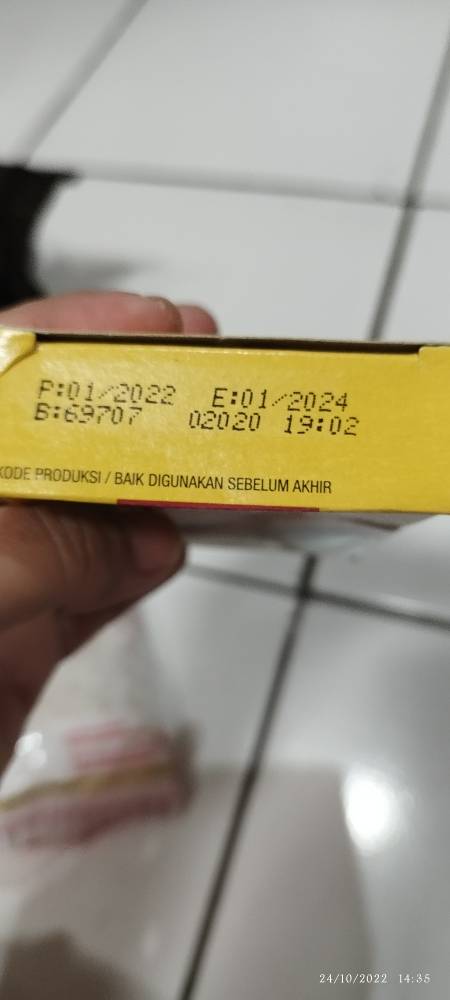 P:01/2022 E:01/2024
B:69707 02020 19:02
KODE PRODUKSI / BAIK DIGUNAKAN SEBELUM AKHIR
24/10/2022 14:35